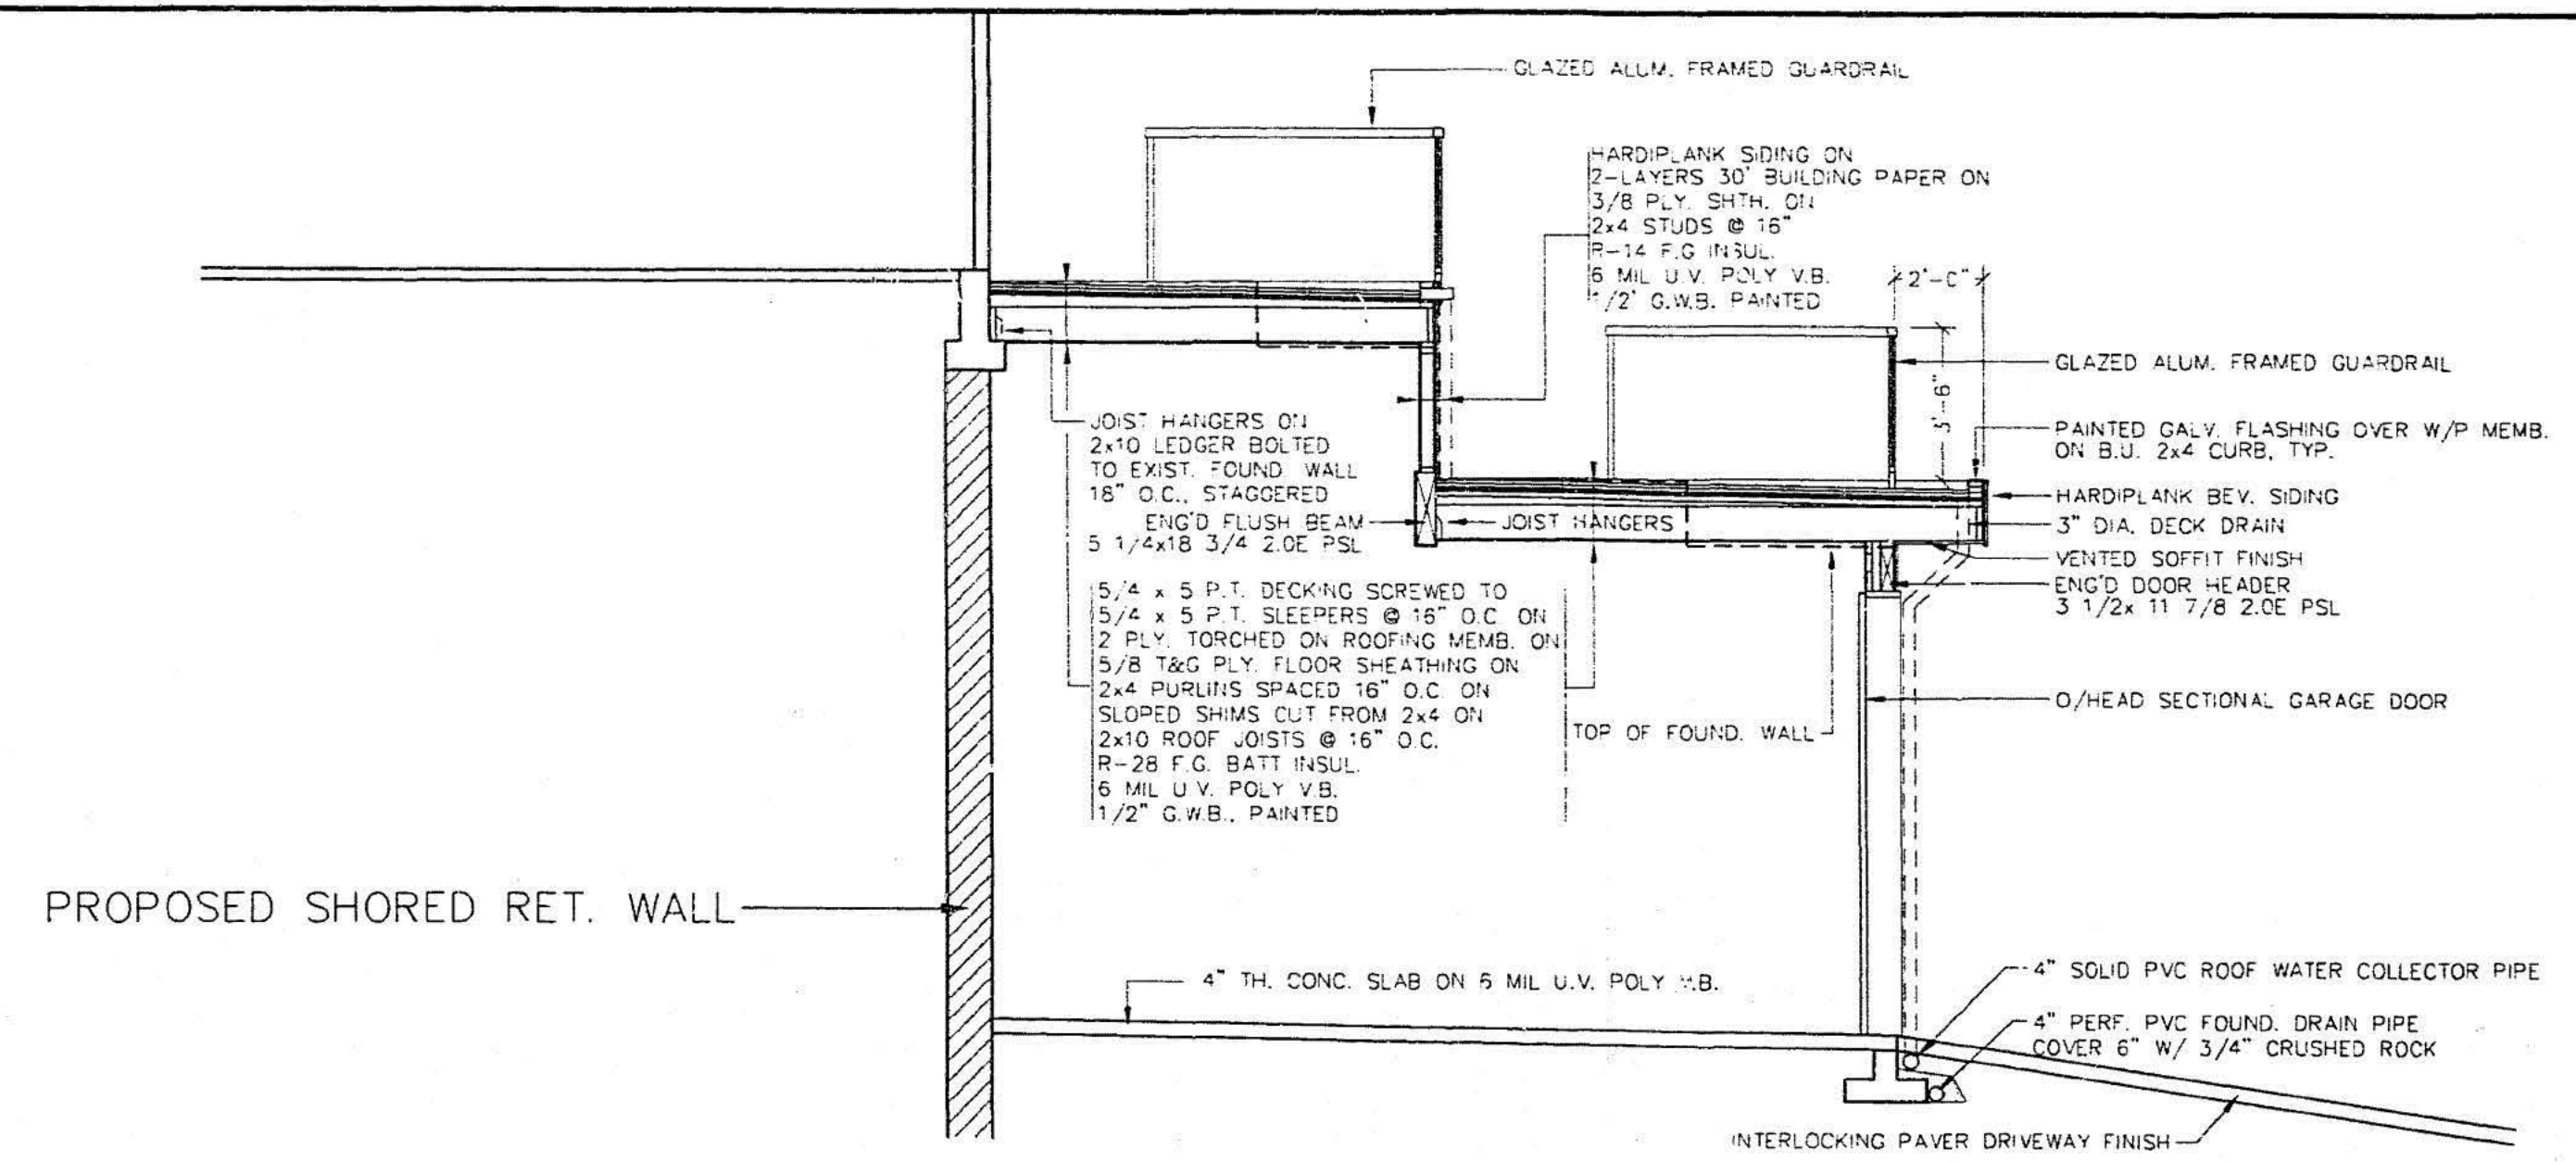 GLAZED ALUM. FRAMED GUARDRAIL
HARDIPLANK SIDING ON
2-LAYERS 30' BUILDING PAPER ON
3/8 PLY. SHTH. ON
2x4 STUDS @ 16"
R-14 F.G INSUL.
6 MIL U.V. POLY V.B.
1/2' G.W.B. PAINTED
2'-0"
3'-6"
GLAZED ALUM. FRAMED GUARDRAIL
PAINTED GALV. FLASHING OVER W/P MEMB.
ON B.U. 2x4 CURB, TYP.
HARDIPLANK BEV. SIDING
3" DIA. DECK DRAIN
VENTED SOFFIT FINISH
ENG'D DOOR HEADER
3 1/2x 11 7/8 2.0E PSL
JOIST HANGERS ON
2x10 LEDGER BOLTED
TO EXIST. FOUND. WALL
18" O.C., STAGGERED
ENG'D FLUSH BEAM
5 1/4x18 3/4 2.0E PSL
JOIST HANGERS
5/4 x 5 P.T. DECKING SCREWED TO
5/4 x 5 P.T. SLEEPERS @ 16" O.C. ON
2 PLY. TORCHED ON ROOFING MEMB. ON
5/8 T&G PLY. FLOOR SHEATHING ON
2x4 PURLINS SPACED 16" O.C. ON
SLOPED SHIMS CUT FROM 2x4 ON
2x10 ROOF JOISTS @ 16" O.C.
R-28 F.G. BATT INSUL.
6 MIL U.V. POLY V.B.
1/2" G.W.B., PAINTED
TOP OF FOUND. WALL
O/HEAD SECTIONAL GARAGE DOOR
PROPOSED SHORED RET. WALL
4" TH. CONC. SLAB ON 6 MIL U.V. POLY V.B.
4" SOLID PVC ROOF WATER COLLECTOR PIPE
4" PERF. PVC FOUND. DRAIN PIPE
COVER 6" W/ 3/4" CRUSHED ROCK
INTERLOCKING PAVER DRIVEWAY FINISH